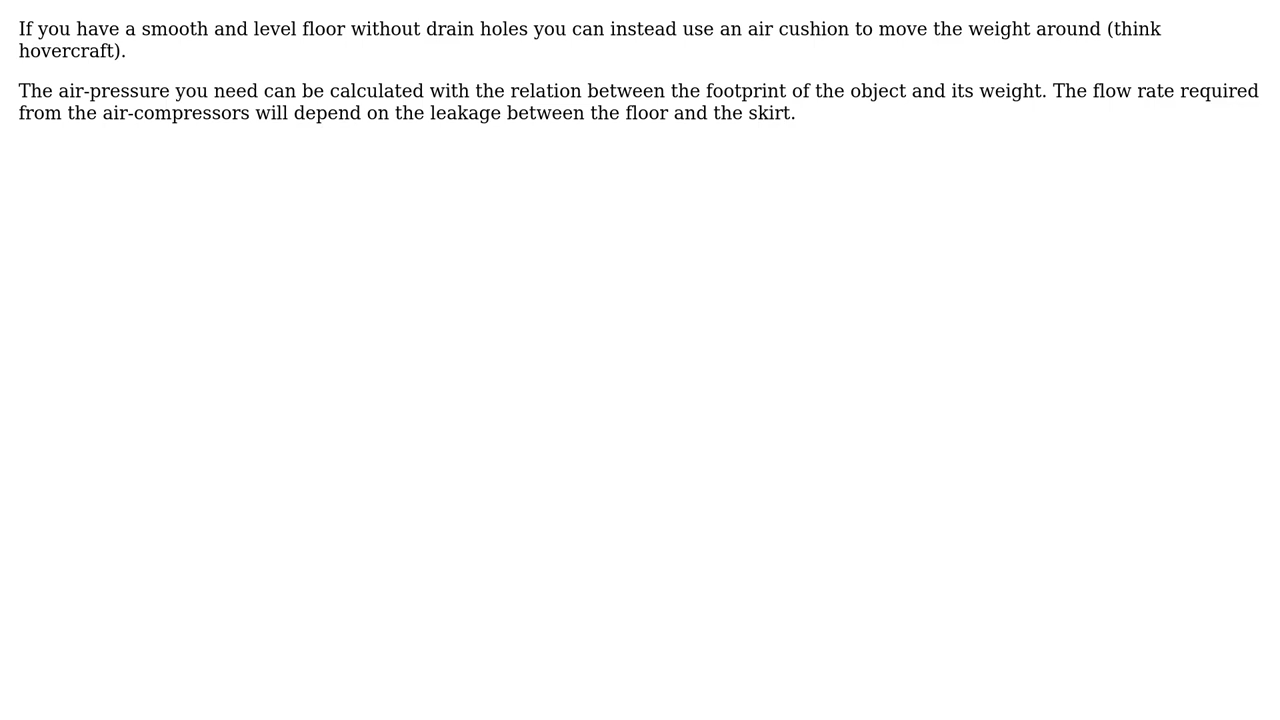 If you have a smooth and level floor without drain holes you can instead use an air cushion to move the weight around (think
hovercraft).
The air-pressure you need can be calculated with the relation between the footprint of the object and its weight. The flow rate required
from the air-compressors will depend on the leakage between the floor and the skirt.